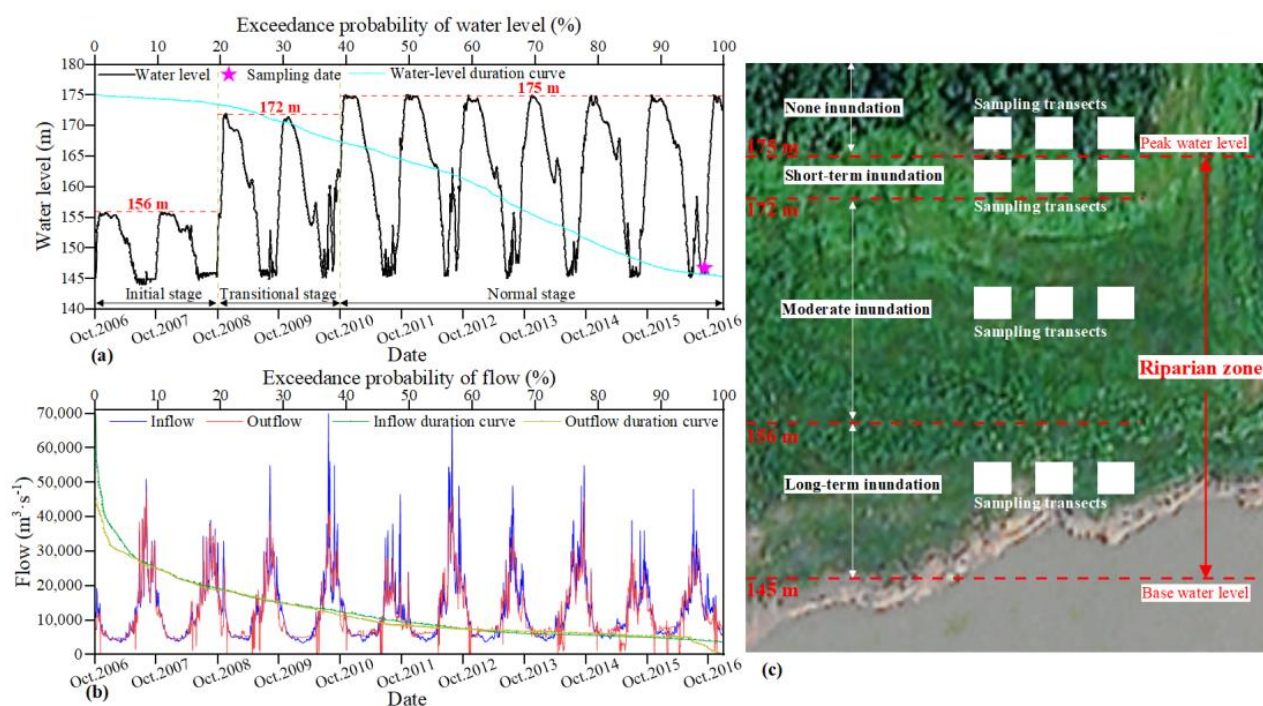 Exceedance probability of water level (%)
0 10 20 30 40 50 60 70 80 90 100
180
175
170
165
160
155
150
145
140
Water level (m)
Water level Sampling date Water-level duration curve
156 m
172 m
175 m
Initial stage Transitional stage Normal stage
Oct.2006 Oct.2007 Oct.2008 Oct.2009 Oct.2010 Oct.2011 Oct.2012 Oct.2013 Oct.2014 Oct.2015 Oct.2016
Date
(a)
Exceedance probability of flow (%)
0 10 20 30 40 50 60 70 80 90 100
70,000
60,000
50,000
40,000
30,000
20,000
10,000
0
Flow (m³·s⁻¹)
Inflow Outflow Inflow duration curve Outflow duration curve
Oct.2006 Oct.2007 Oct.2008 Oct.2009 Oct.2010 Oct.2011 Oct.2012 Oct.2013 Oct.2014 Oct.2015 Oct.2016
Date
(b)
None inundation
Sampling transects
175 m
Peak water level
Short-term inundation
172 m
Sampling transects
Moderate inundation
Sampling transects
Riparian zone
156 m
Long-term inundation
Sampling transects
145 m
Base water level
(c)